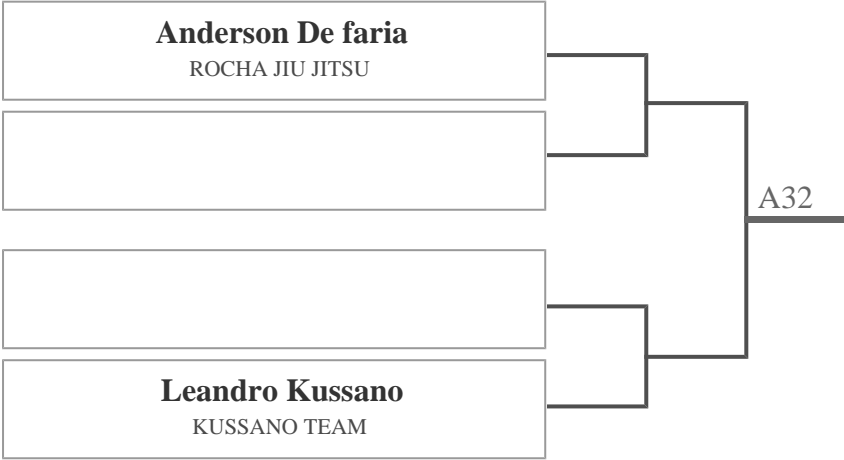 Anderson De faria
ROCHA JIU JITSU
A32
Leandro Kussano
KUSSANO TEAM